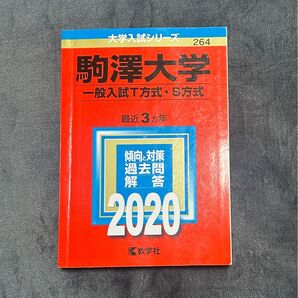 大学入試シリーズ
264
駒澤大学
一般入試T方式・S方式
最近3カ年
傾向と対策
過去問
解答
2020
教学社